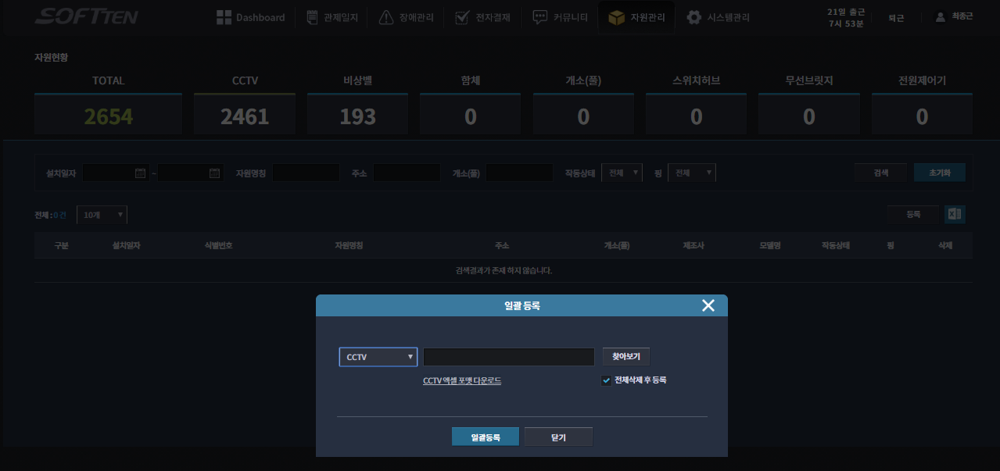 SOFTTEN
Dashboard
관제일지
장애관리
전자결재
커뮤니티
자원관리
시스템관리
21일 출근
7시 53분
퇴근
최종근
자원현황
TOTAL
CCTV
비상벨
함체
개소(폴)
스위치허브
무선브릿지
전원제어기
2654
2461
193
0
0
0
0
0
설치일자
~
자원명칭
주소
개소(폴)
작동상태
전체
핑
전체
검색
초기화
전체 : 0 건
10개
등록
구분
설치일자
식별번호
자원명칭
주소
개소(폴)
제조사
모델명
작동상태
핑
삭제
검색결과가 존재 하지 않습니다.
일괄 등록
CCTV
찾아보기
CCTV 엑셀 포맷 다운로드
전체삭제 후 등록
일괄등록
닫기